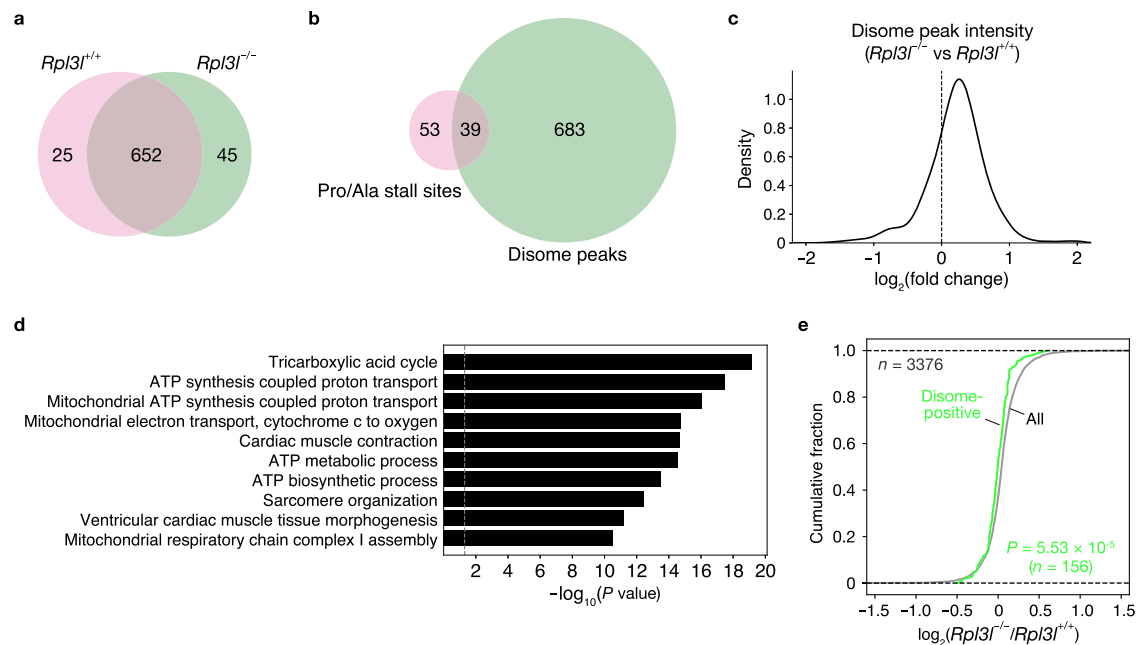 a
Rpl3l+/+
Rpl3l−/−
25
652
45
b
53
39
683
Pro/Ala stall sites
Disome peaks
c
Disome peak intensity
(Rpl3l−/− vs Rpl3l+/+)
Density
1.0
0.8
0.6
0.4
0.2
0
−2
−1
0
1
2
log2(fold change)
d
Tricarboxylic acid cycle
ATP synthesis coupled proton transport
Mitochondrial ATP synthesis coupled proton transport
Mitochondrial electron transport, cytochrome c to oxygen
Cardiac muscle contraction
ATP metabolic process
ATP biosynthetic process
Sarcomere organization
Ventricular cardiac muscle tissue morphogenesis
Mitochondrial respiratory chain complex I assembly
2 4 6 8 10 12 14 16 18 20
−log10(P value)
e
Cumulative fraction
1.0
0.8
0.6
0.4
0.2
0
n = 3376
Disome-
positive
All
P = 5.53 × 10-5
(n = 156)
−1.5 −1.0 −0.5 0 0.5 1.0 1.5
log2(Rpl3l−/−/Rpl3l+/+)